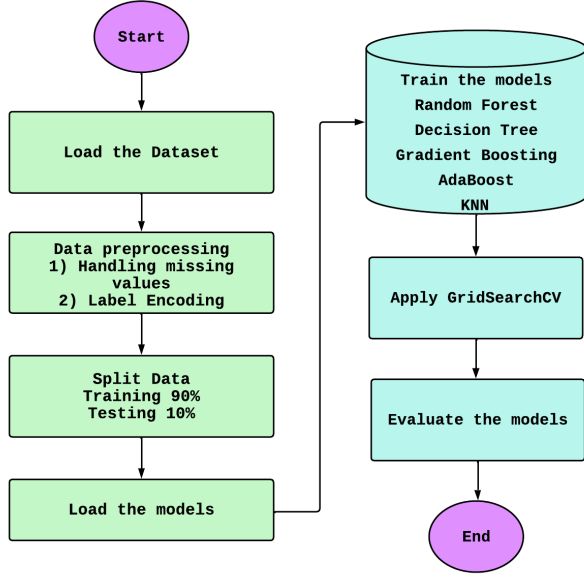 Start
Load the Dataset
Data preprocessing
1) Handling missing
values
2) Label Encoding
Split Data
Training 90%
Testing 10%
Load the models
Train the models
Random Forest
Decision Tree
Gradient Boosting
AdaBoost
KNN
Apply GridSearchCV
Evaluate the models
End